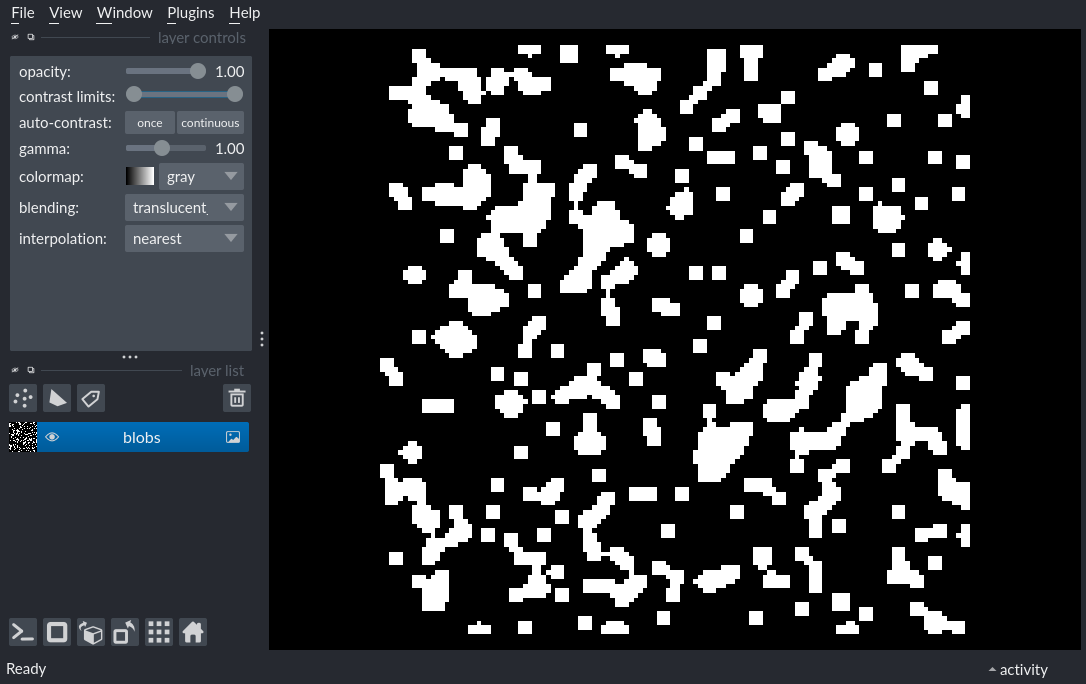 File View Window Plugins Help
layer controls
opacity: 1.00
contrast limits:
auto-contrast: once continuous
gamma: 1.00
colormap: gray
blending: translucent_
interpolation: nearest
layer list
blobs
Ready
activity